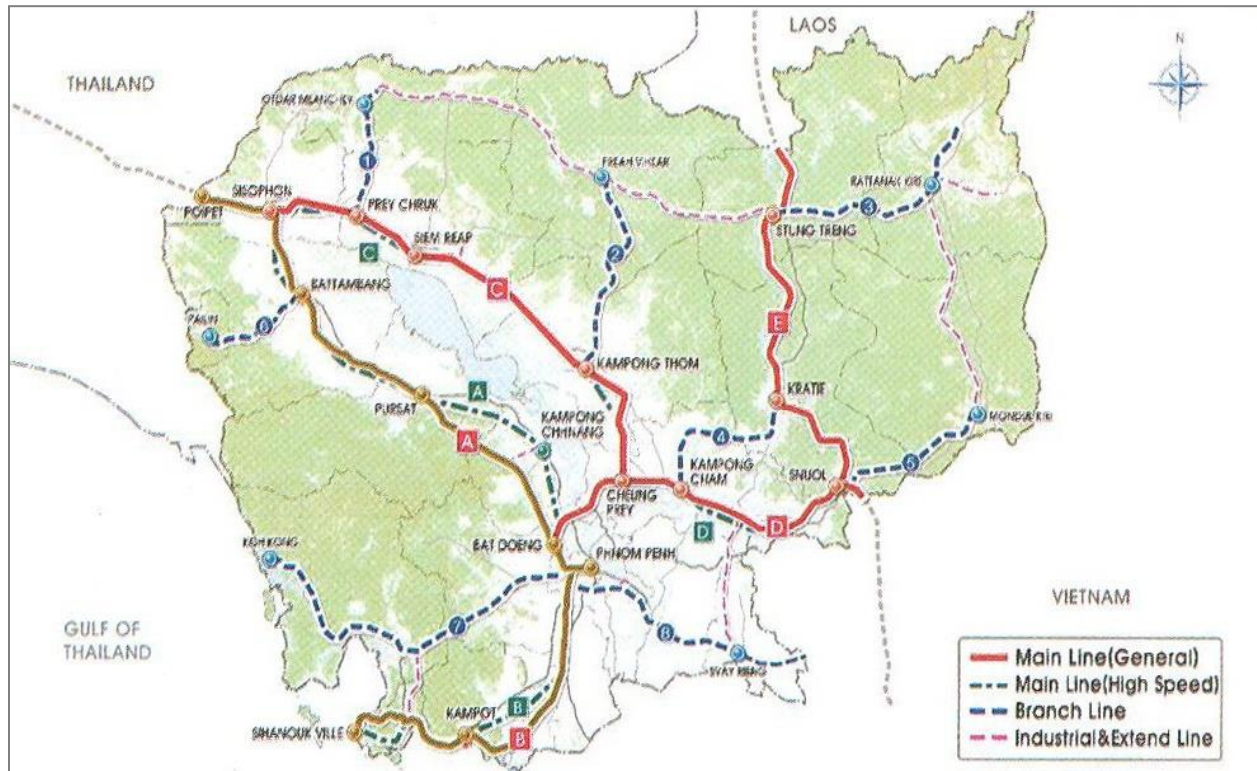 LAOS
N
THAILAND
PREAH VIHEAR
RATTANAK KIRI
SISOPHON
POIPET
PREY CHRUK
1
3
STUNG TRENG
SIEM REAP
C
2
C
BATTAMBANG
PAILIN
6
E
KAMPONG THOM
A
PURSAT
KRATIE
KAMPONG
CHHNANG
MONDUL KIRI
A
4
5
KAMPONG
CHAM
SNUOL
CHEUNG
PREY
D
D
BAT DOENG
KOH KONG
PHNOM PENH
VIETNAM
GULF OF
THAILAND
7
8
SVAY RIENG
Main Line(General)
Main Line(High Speed)
Branch Line
Industrial&Extend Line
B
KAMPOT
SIHANOUK VILLE
B